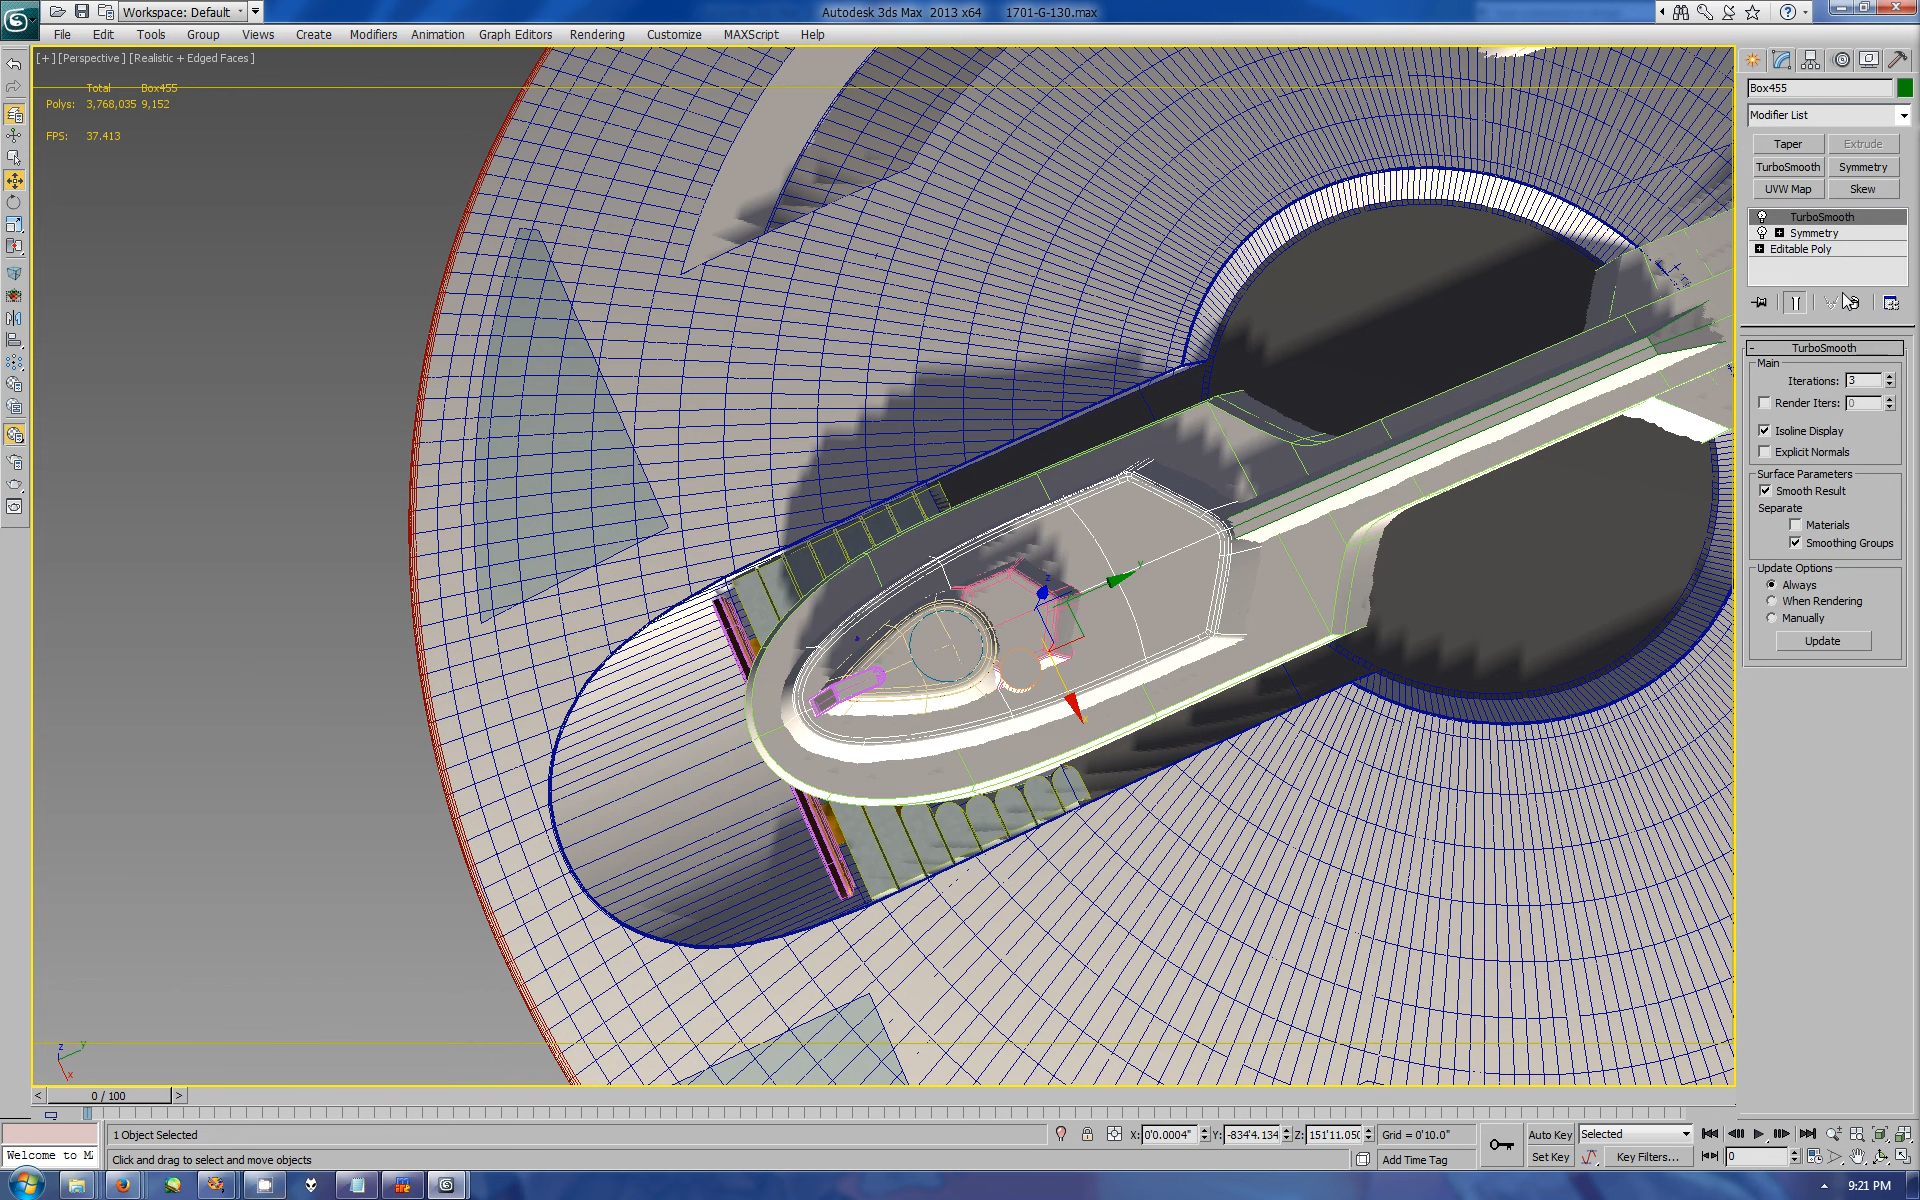 Workspace: Default
Autodesk 3ds Max 2013 x64 1701-G-130.max
File Edit Tools Group Views Create Modifiers Animation Graph Editors Rendering Customize MAXScript Help
[+] [Perspective ] [Realistic + Edged Faces ]
Total Box455
Polys: 3,768,035 9,152
FPS: 37.413
Box455
Modifier List
Taper Extrude
TurboSmooth Symmetry
UVW Map Skew
TurboSmooth
Symmetry
Editable Poly
- TurboSmooth
Main
Iterations: 3
Render Iters: 0
Isoline Display
Explicit Normals
Surface Parameters
Smooth Result
Separate
Materials
Smoothing Groups
Update Options
Always
When Rendering
Manually
Update
z y x
z y
< 0 / 100 >
1 Object Selected X: 0'0.0004" Y: -834'4.134 Z: 151'11.050 Grid = 0'10.0" Auto Key Selected
Welcome to M
Click and drag to select and move objects Add Time Tag Set Key Key Filters... 0
9:21 PM